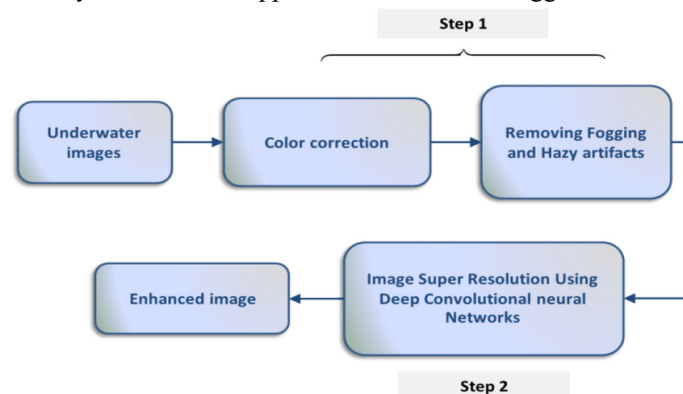 Step 1
Underwater
images
Color correction
Removing Fogging
and Hazy artifacts
Image Super Resolution Using
Deep Convolutional neural
Networks
Enhanced image
Step 2